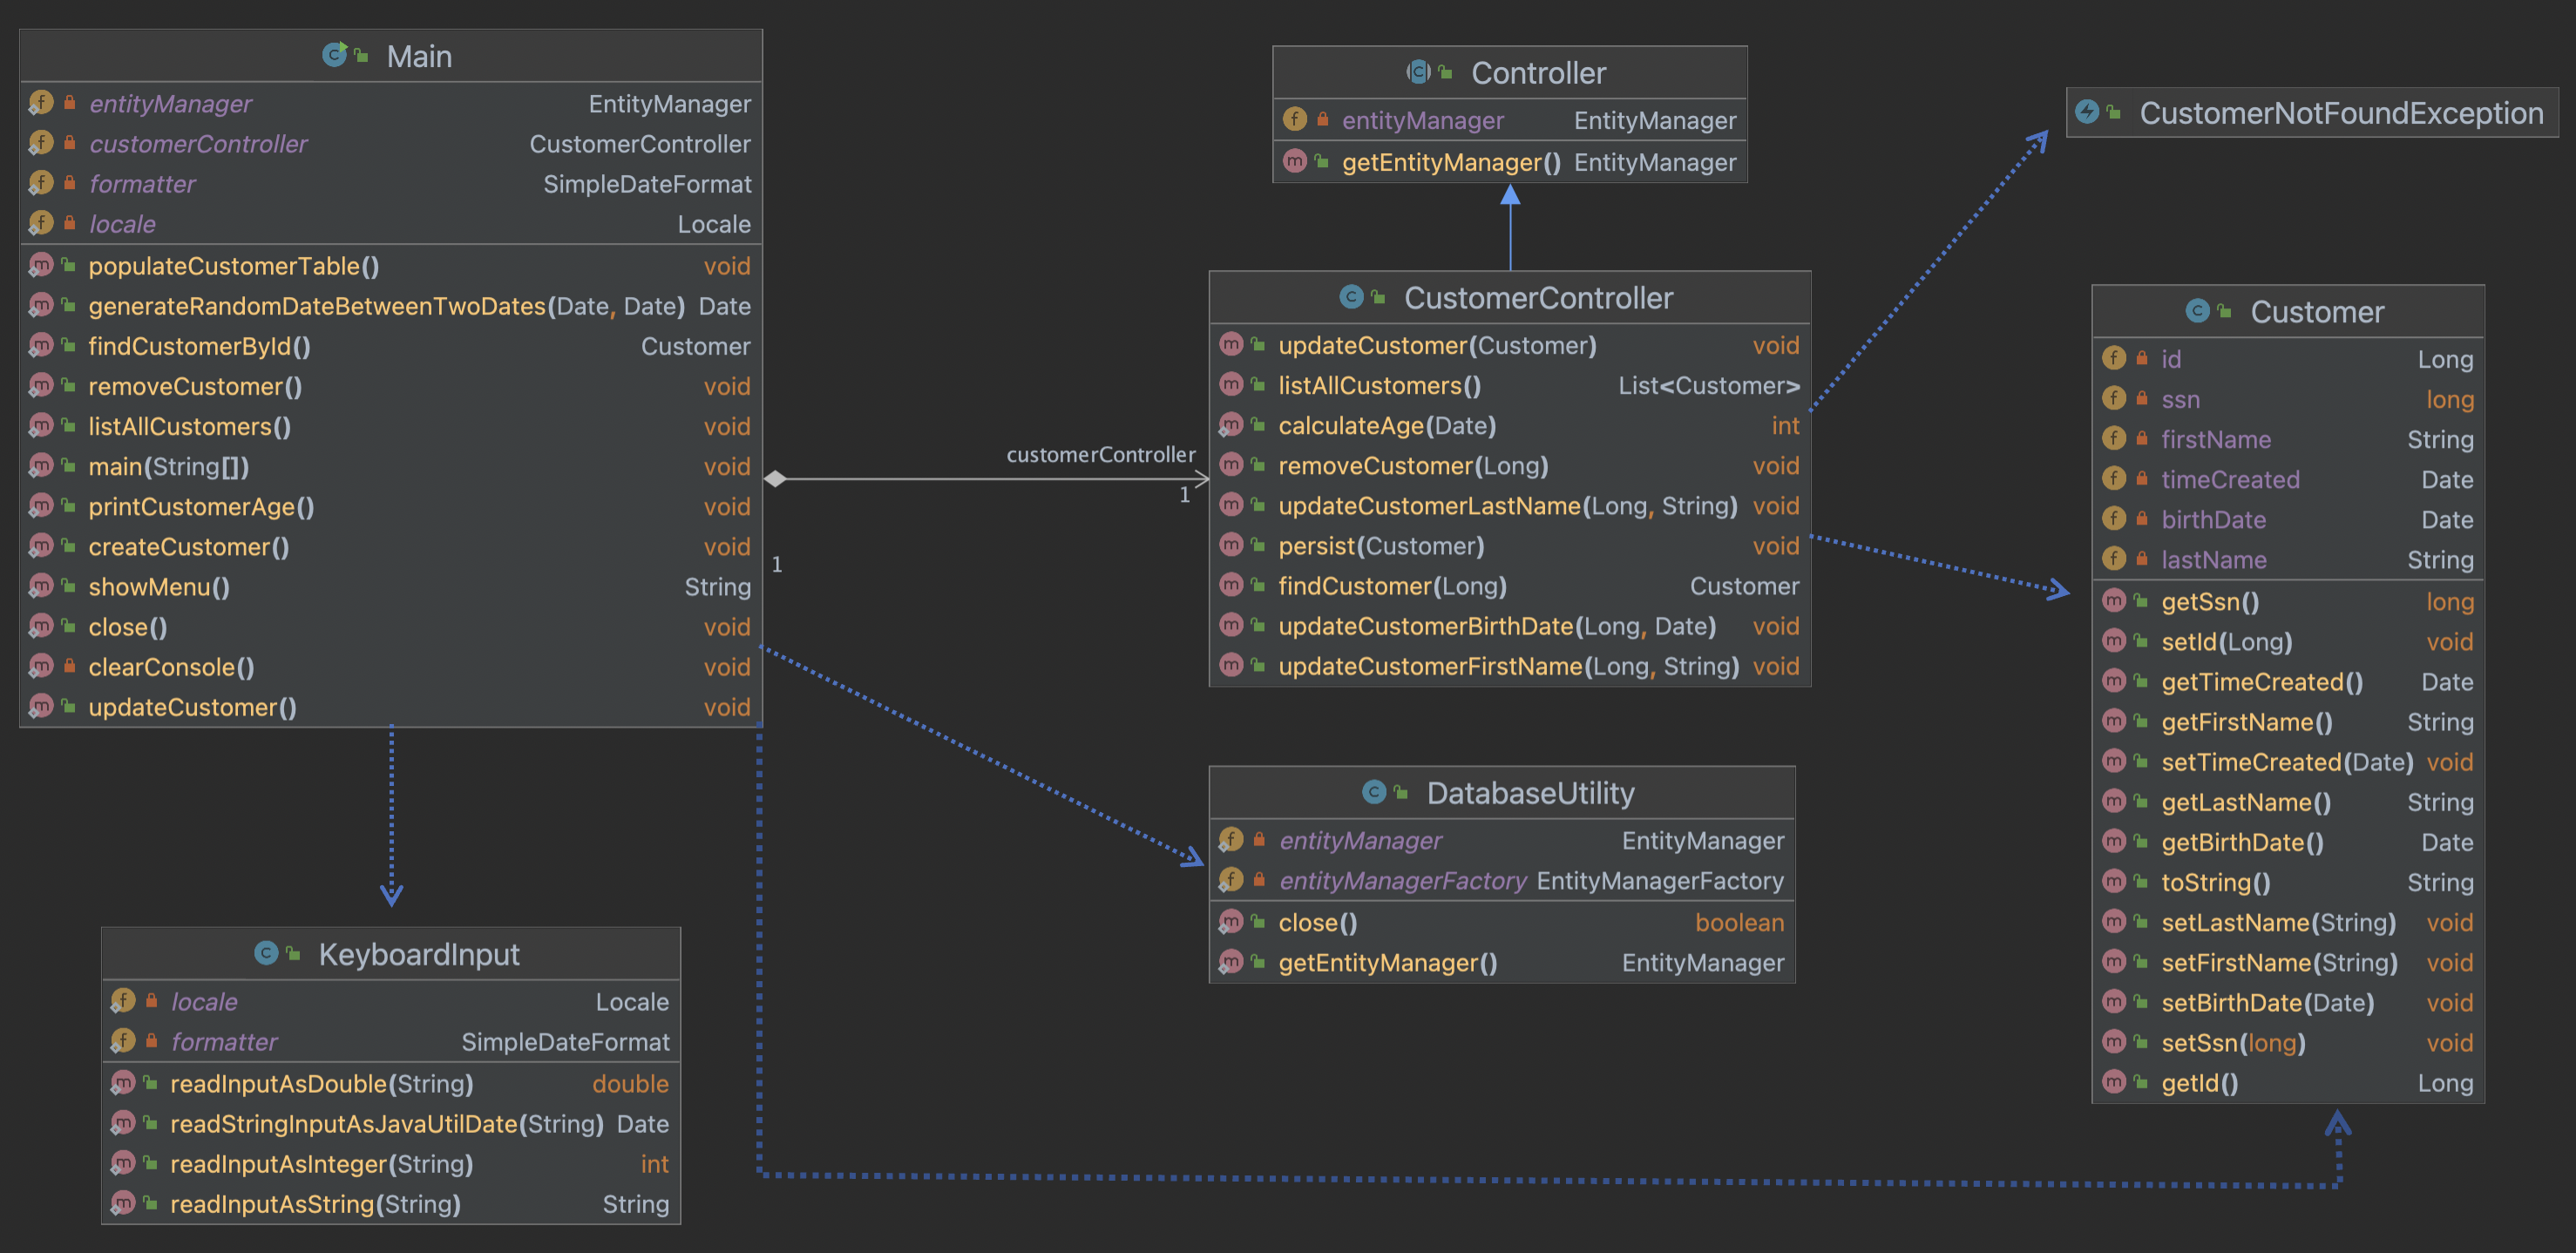 Main
entityManager EntityManager
customerController CustomerController
formatter SimpleDateFormat
locale Locale
populateCustomerTable() void
generateRandomDateBetweenTwoDates(Date, Date) Date
findCustomerById() Customer
removeCustomer() void
listAllCustomers() void
main(String[]) void
printCustomerAge() void
createCustomer() void
showMenu() String
close() void
clearConsole() void
updateCustomer() void
customerController
1
1
Controller
entityManager EntityManager
getEntityManager() EntityManager
CustomerController
updateCustomer(Customer) void
listAllCustomers() List<Customer>
calculateAge(Date) int
removeCustomer(Long) void
updateCustomerLastName(Long, String) void
persist(Customer) void
findCustomer(Long) Customer
updateCustomerBirthDate(Long, Date) void
updateCustomerFirstName(Long, String) void
CustomerNotFoundException
Customer
id Long
ssn long
firstName String
timeCreated Date
birthDate Date
lastName String
getSsn() long
setId(Long) void
getTimeCreated() Date
getFirstName() String
setTimeCreated(Date) void
getLastName() String
getBirthDate() Date
toString() String
setLastName(String) void
setFirstName(String) void
setBirthDate(Date) void
setSsn(long) void
getId() Long
DatabaseUtility
entityManager EntityManager
entityManagerFactory EntityManagerFactory
close() boolean
getEntityManager() EntityManager
KeyboardInput
locale Locale
formatter SimpleDateFormat
readInputAsDouble(String) double
readStringInputAsJavaUtilDate(String) Date
readInputAsInteger(String) int
readInputAsString(String) String